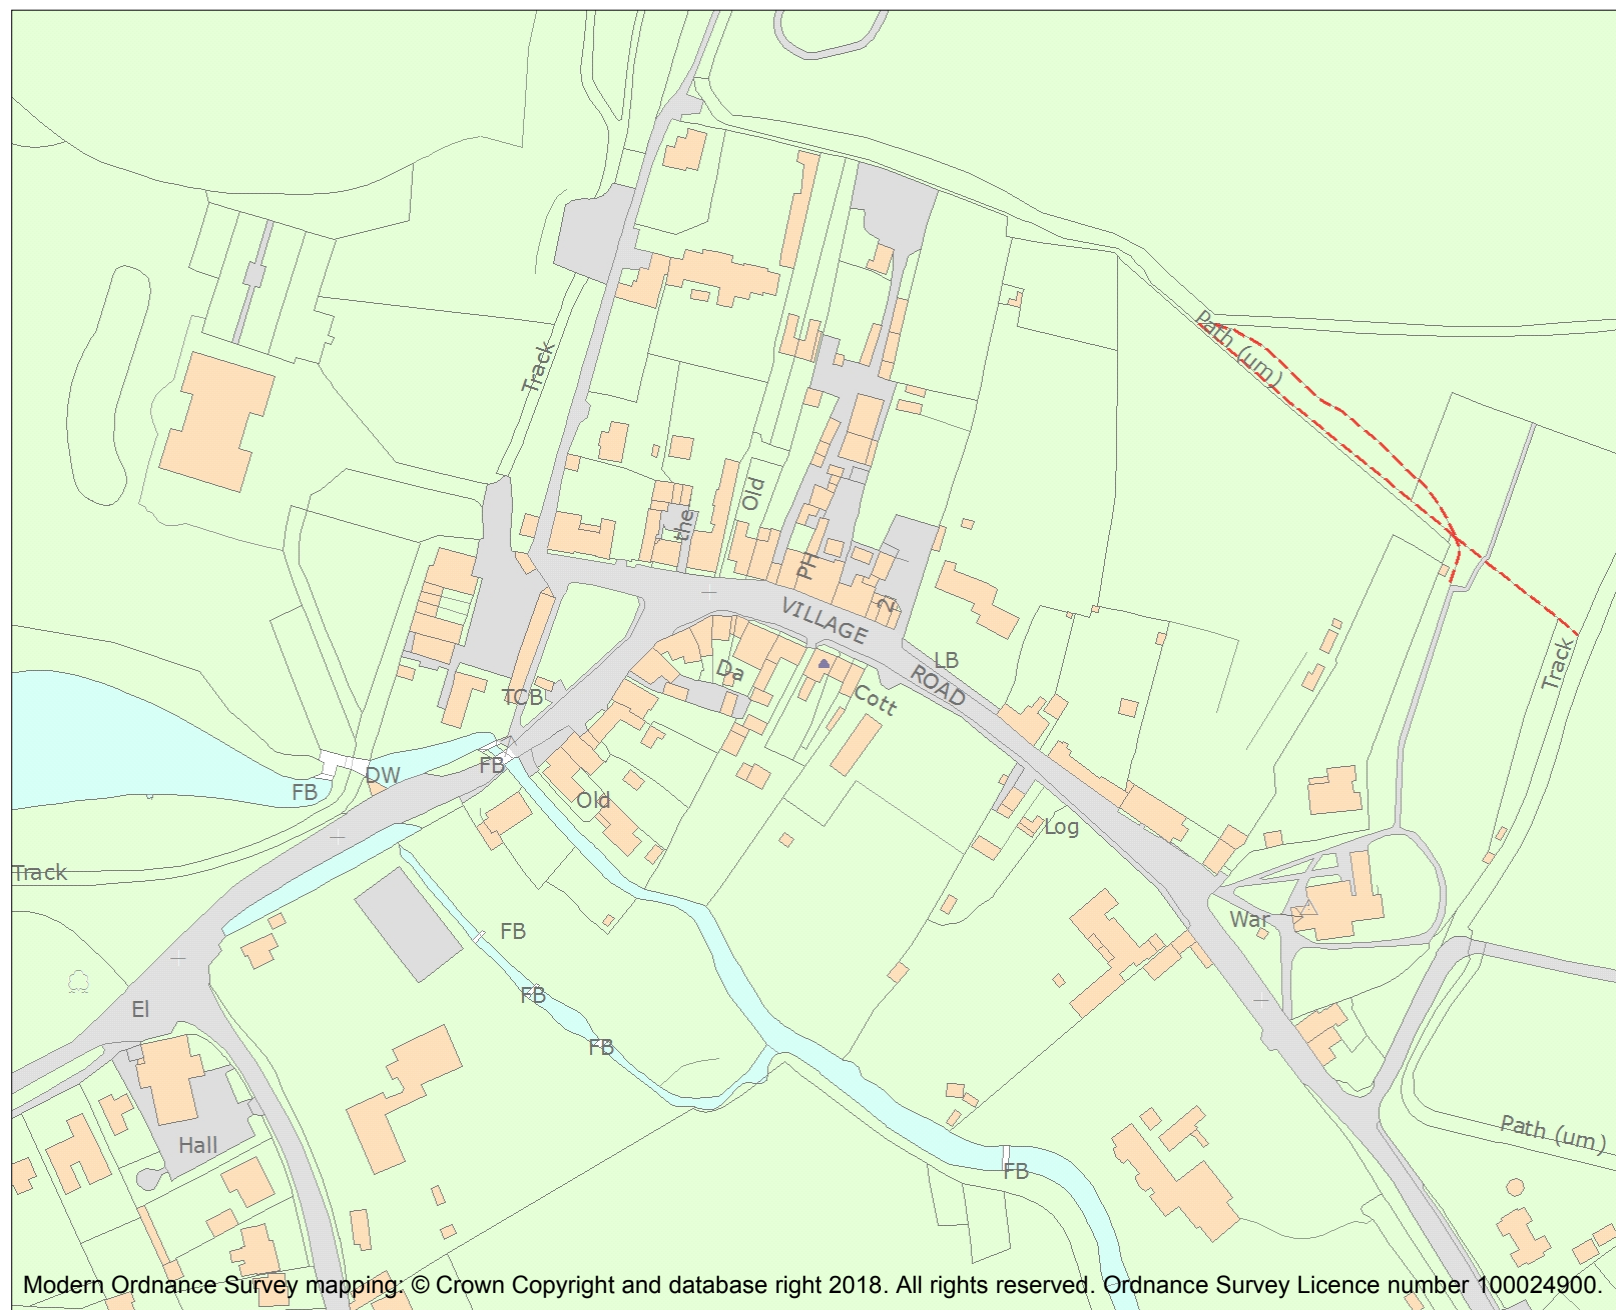 Path (um)
Track
Old
the
PH
2
VILLAGE
ROAD
LB
Da
Cott
TCB
Track
FB
DW
FB
Old
Log
Track
War
FB
FB
El
FB
Hall
Path (um)
FB
Modern Ordnance Survey mapping: © Crown Copyright and database right 2018. All rights reserved. Ordnance Survey Licence number 100024900.